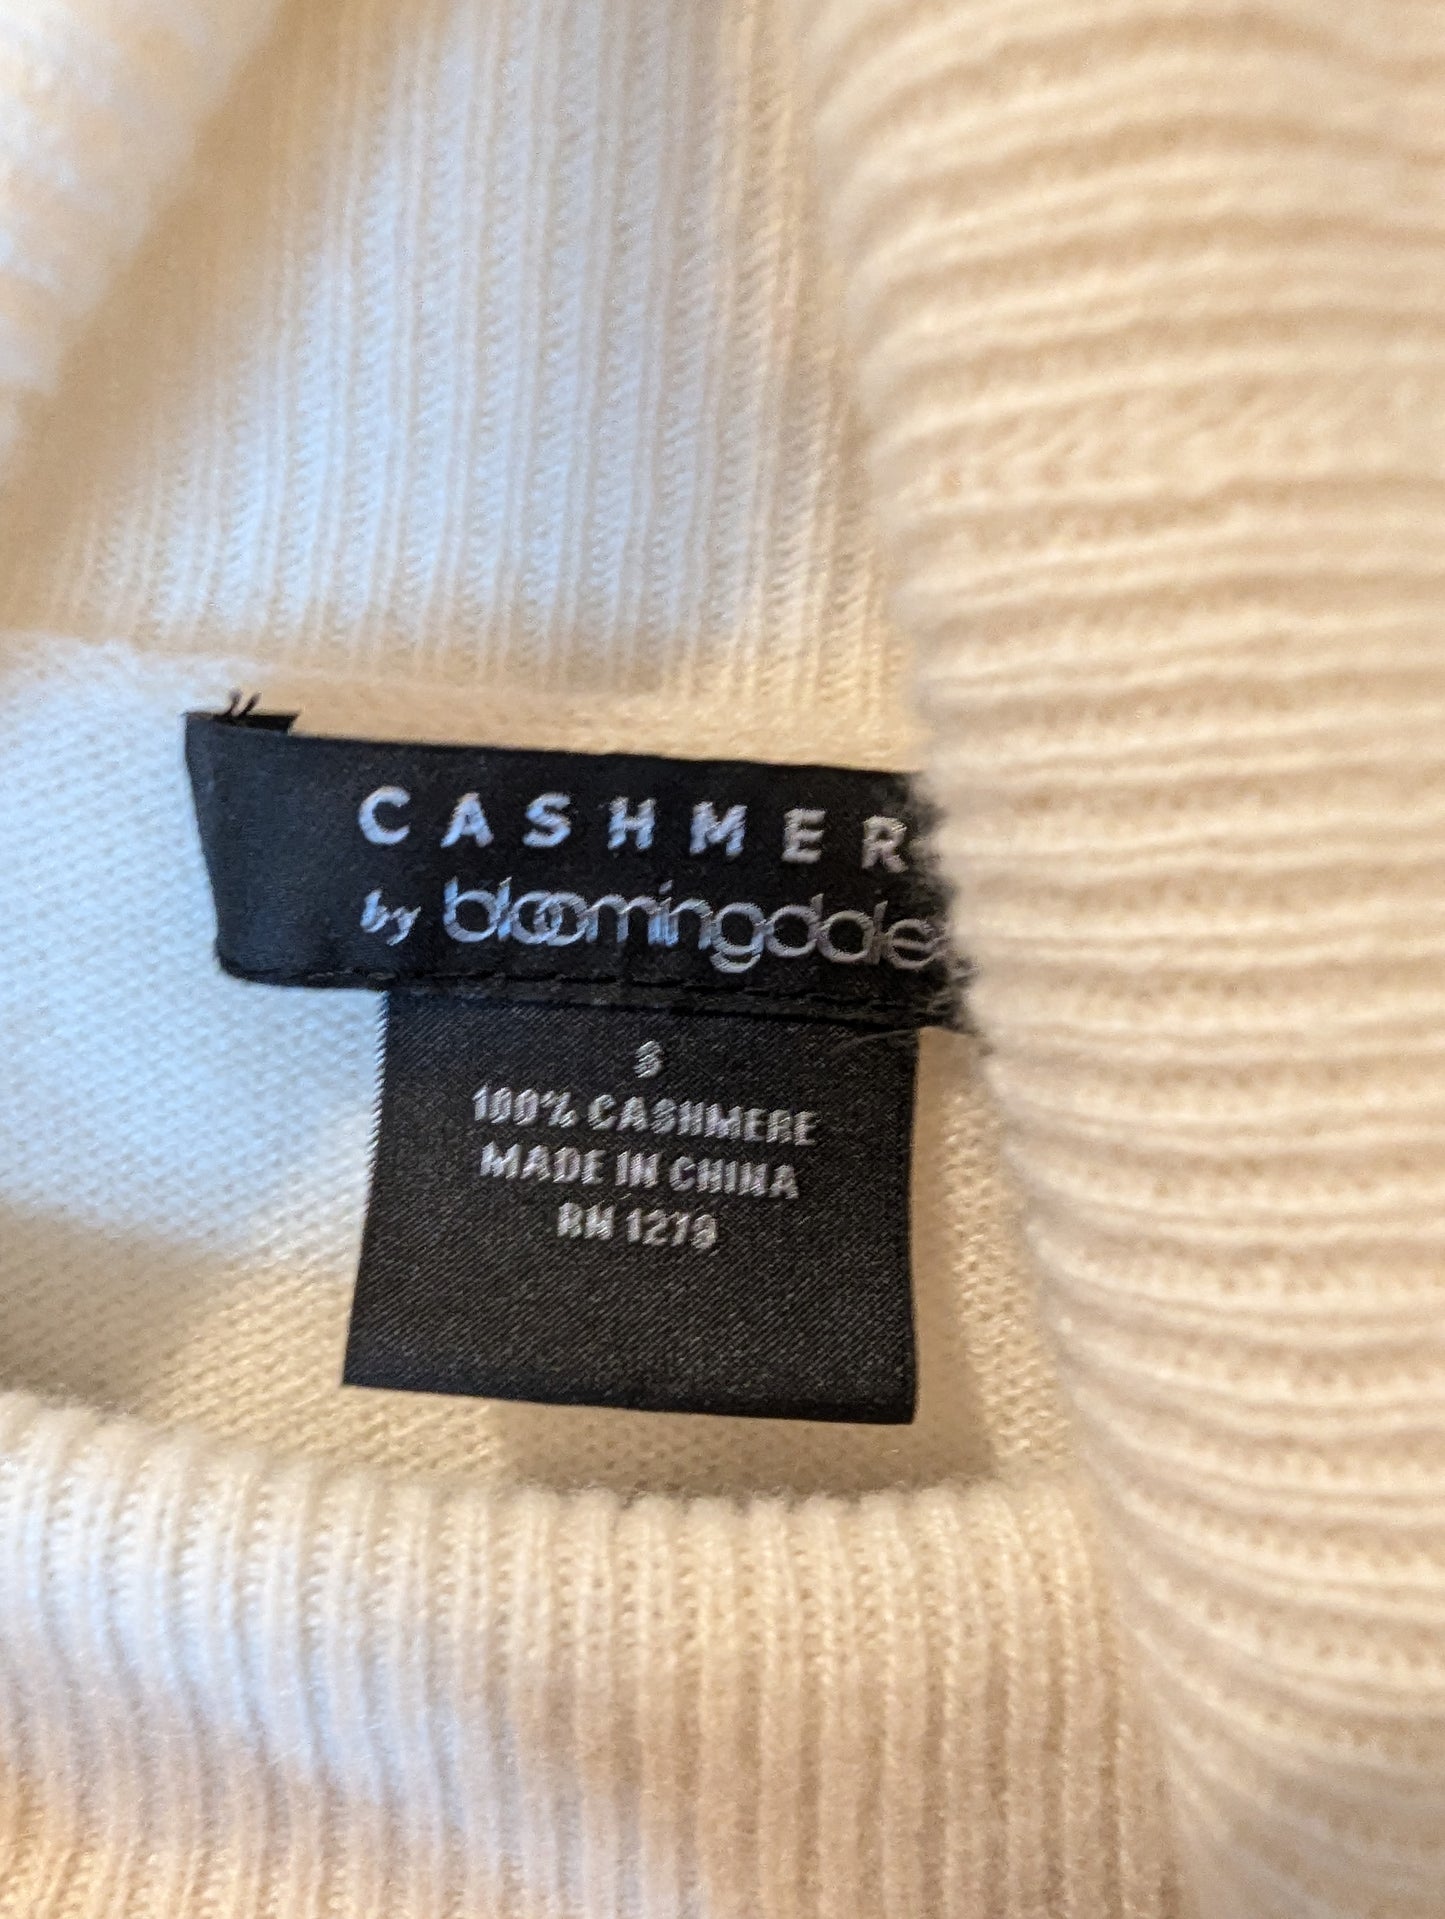 CASHMER
by bloomingdale
S
100% CASHMERE
MADE IN CHINA
RN 1279